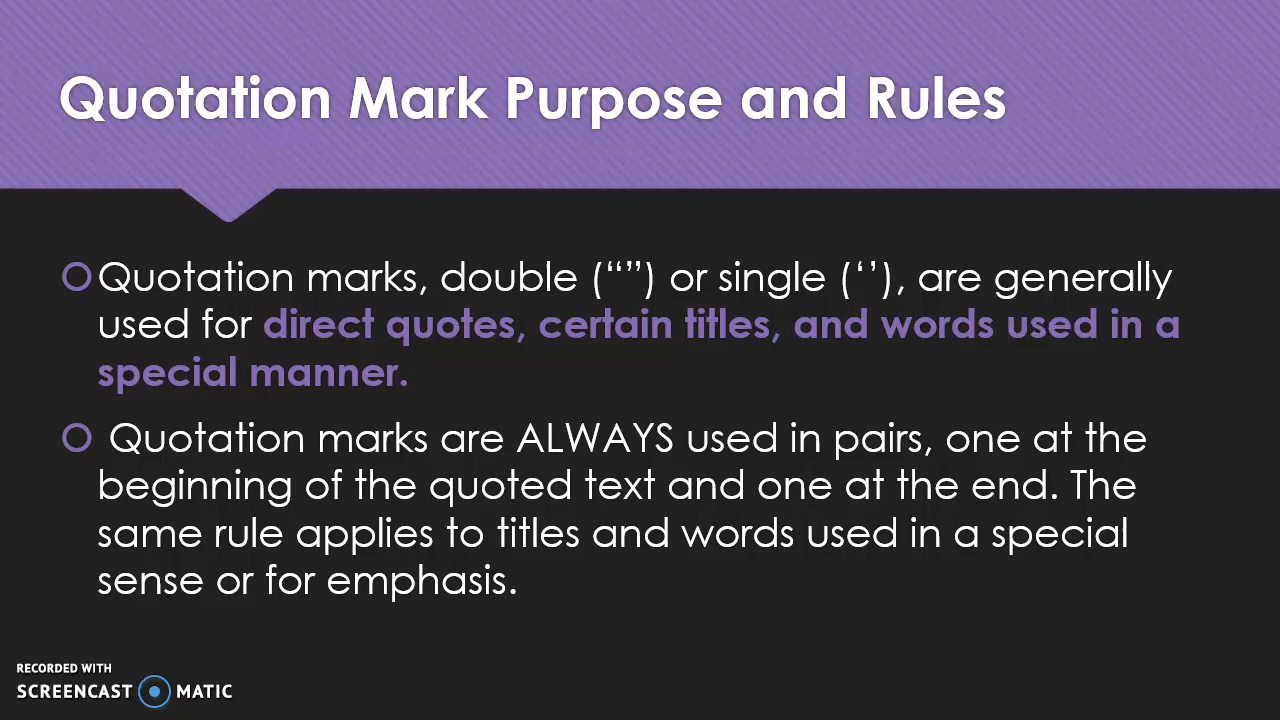 Quotation Mark Purpose and Rules
Quotation marks, double (“”) or single (‘’), are generally
used for direct quotes, certain titles, and words used in a
special manner.
Quotation marks are ALWAYS used in pairs, one at the
beginning of the quoted text and one at the end. The
same rule applies to titles and words used in a special
sense or for emphasis.
RECORDED WITH
SCREENCAST MATIC